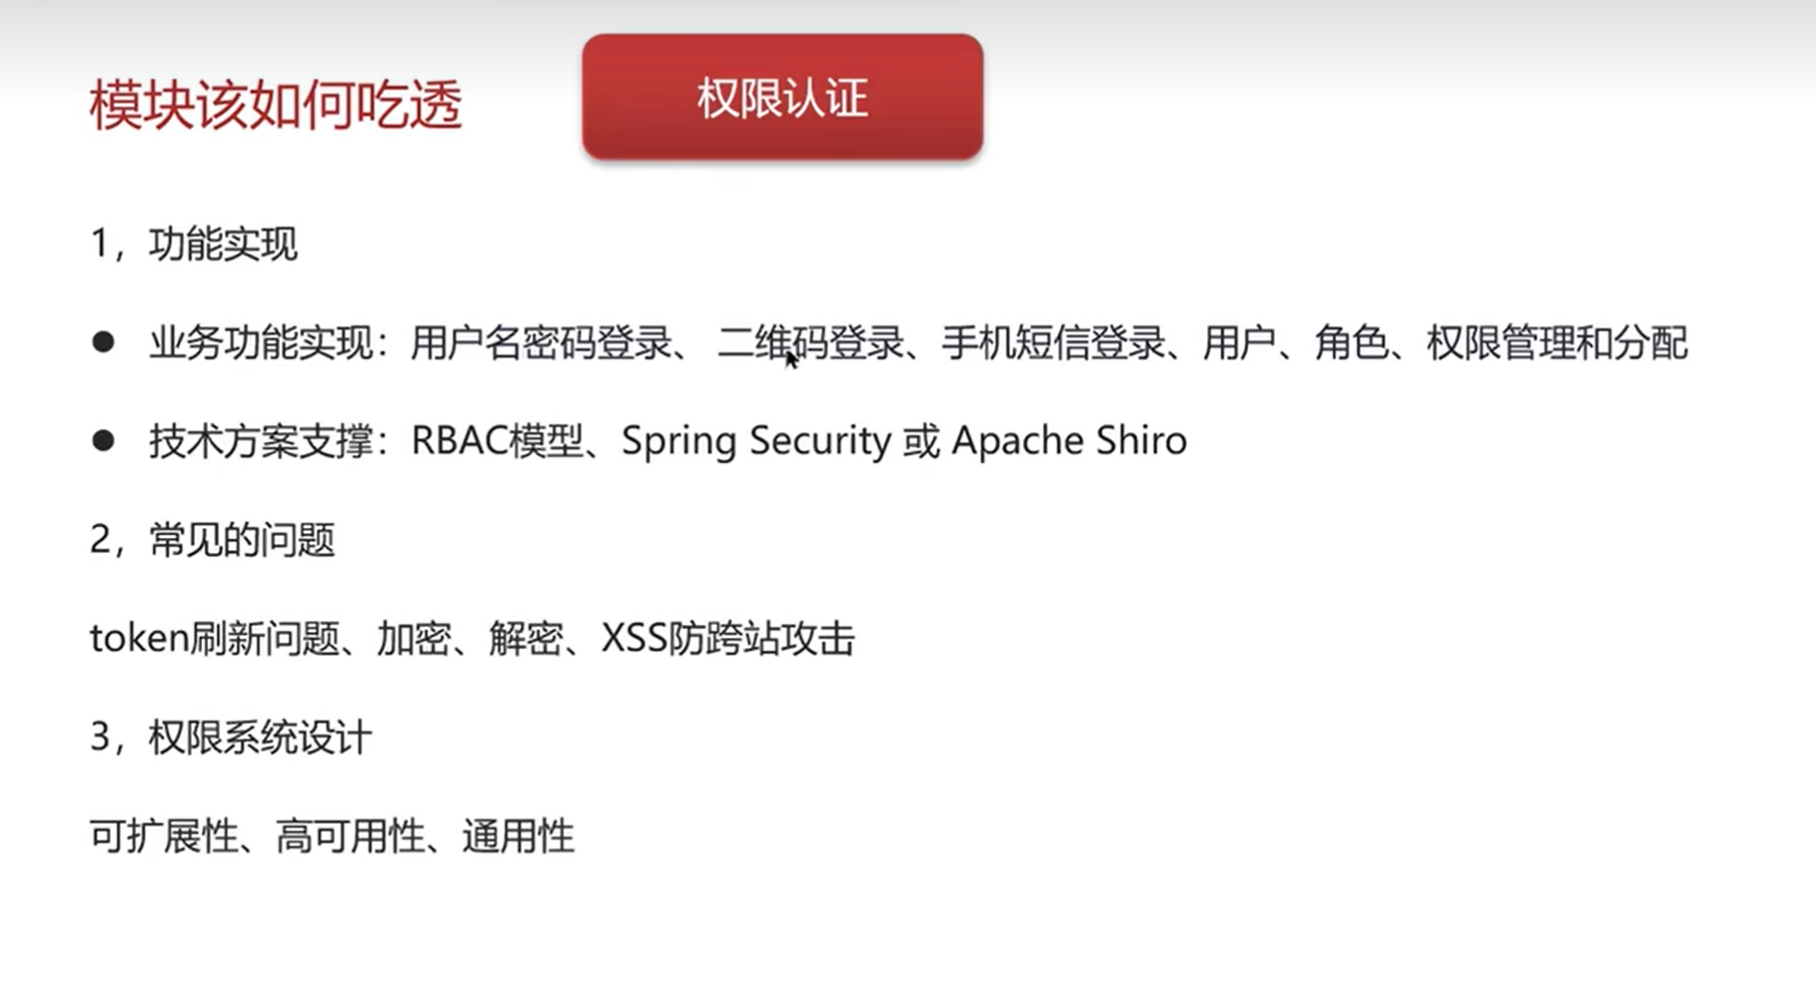 模块该如何吃透
权限认证
1，功能实现
● 业务功能实现：用户名密码登录、 二维码登录、手机短信登录、用户、角色、权限管理和分配
● 技术方案支撑：RBAC模型、Spring Security 或 Apache Shiro
2，常见的问题
token刷新问题、加密、解密、XSS防跨站攻击
3，权限系统设计
可扩展性、高可用性、通用性